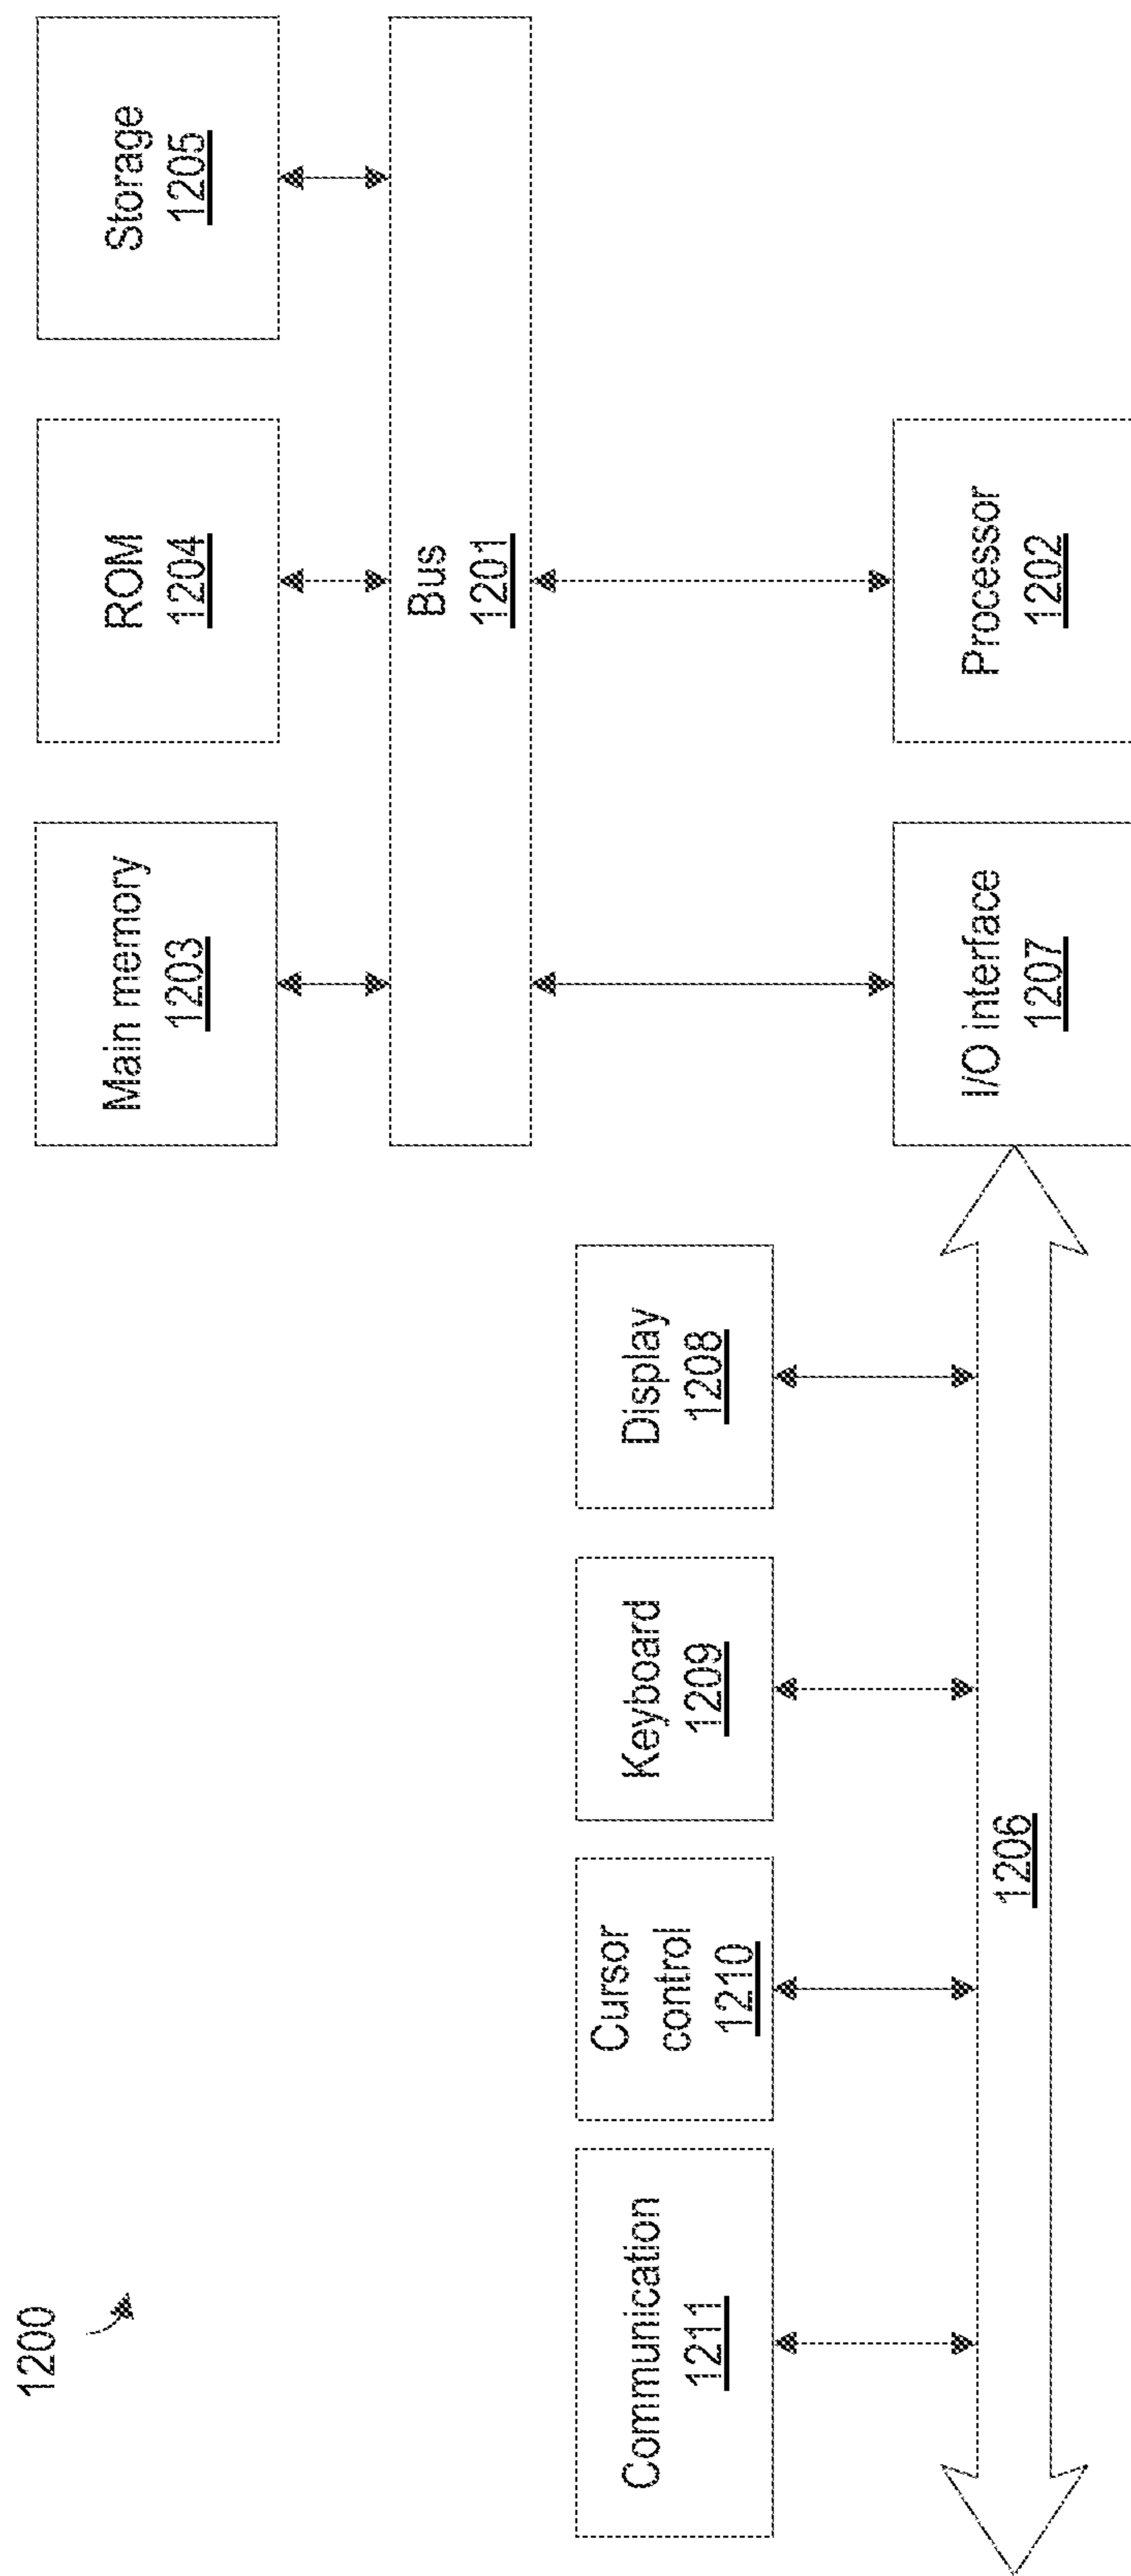 1200
Main memory
1203
ROM
1204
Storage
1205
Bus
1201
Communication
1211
Cursor
control
1210
Keyboard
1209
Display
1208
1206
I/O interface
1207
Processor
1202